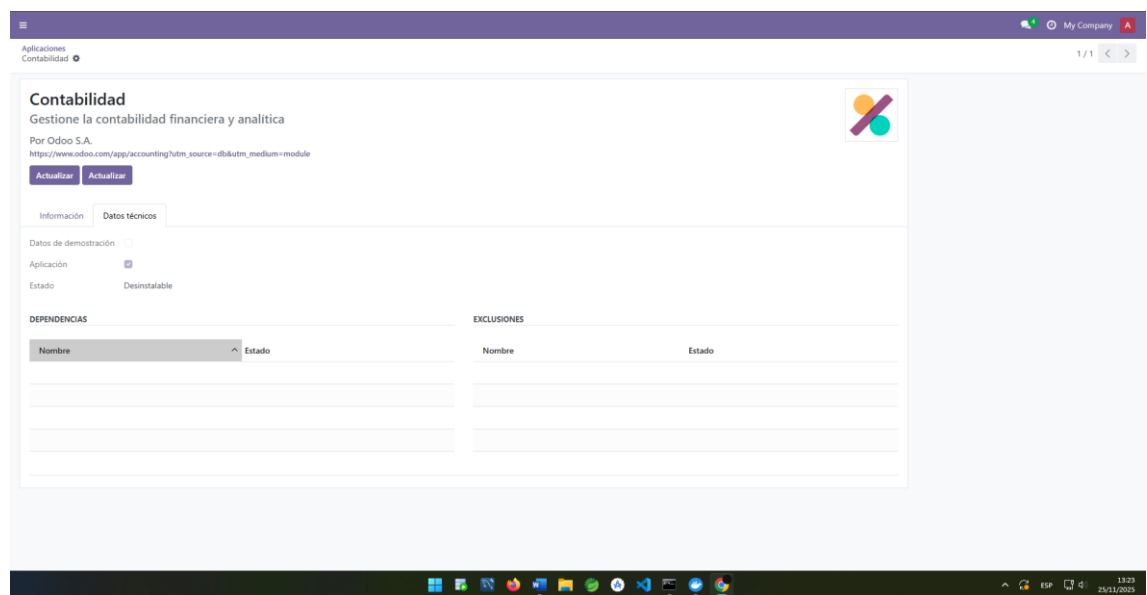 4 My Company A
Aplicaciones
Contabilidad
1 / 1
Contabilidad
Gestione la contabilidad financiera y analítica
Por Odoo S.A.
https://www.odoo.com/app/accounting?utm_source=db&utm_medium=module
Actualizar Actualizar
Información Datos técnicos
Datos de demostración
Aplicación
Estado Desinstalable
DEPENDENCIAS EXCLUSIONES
Nombre Estado Nombre Estado
ESP 13:23
25/11/2025